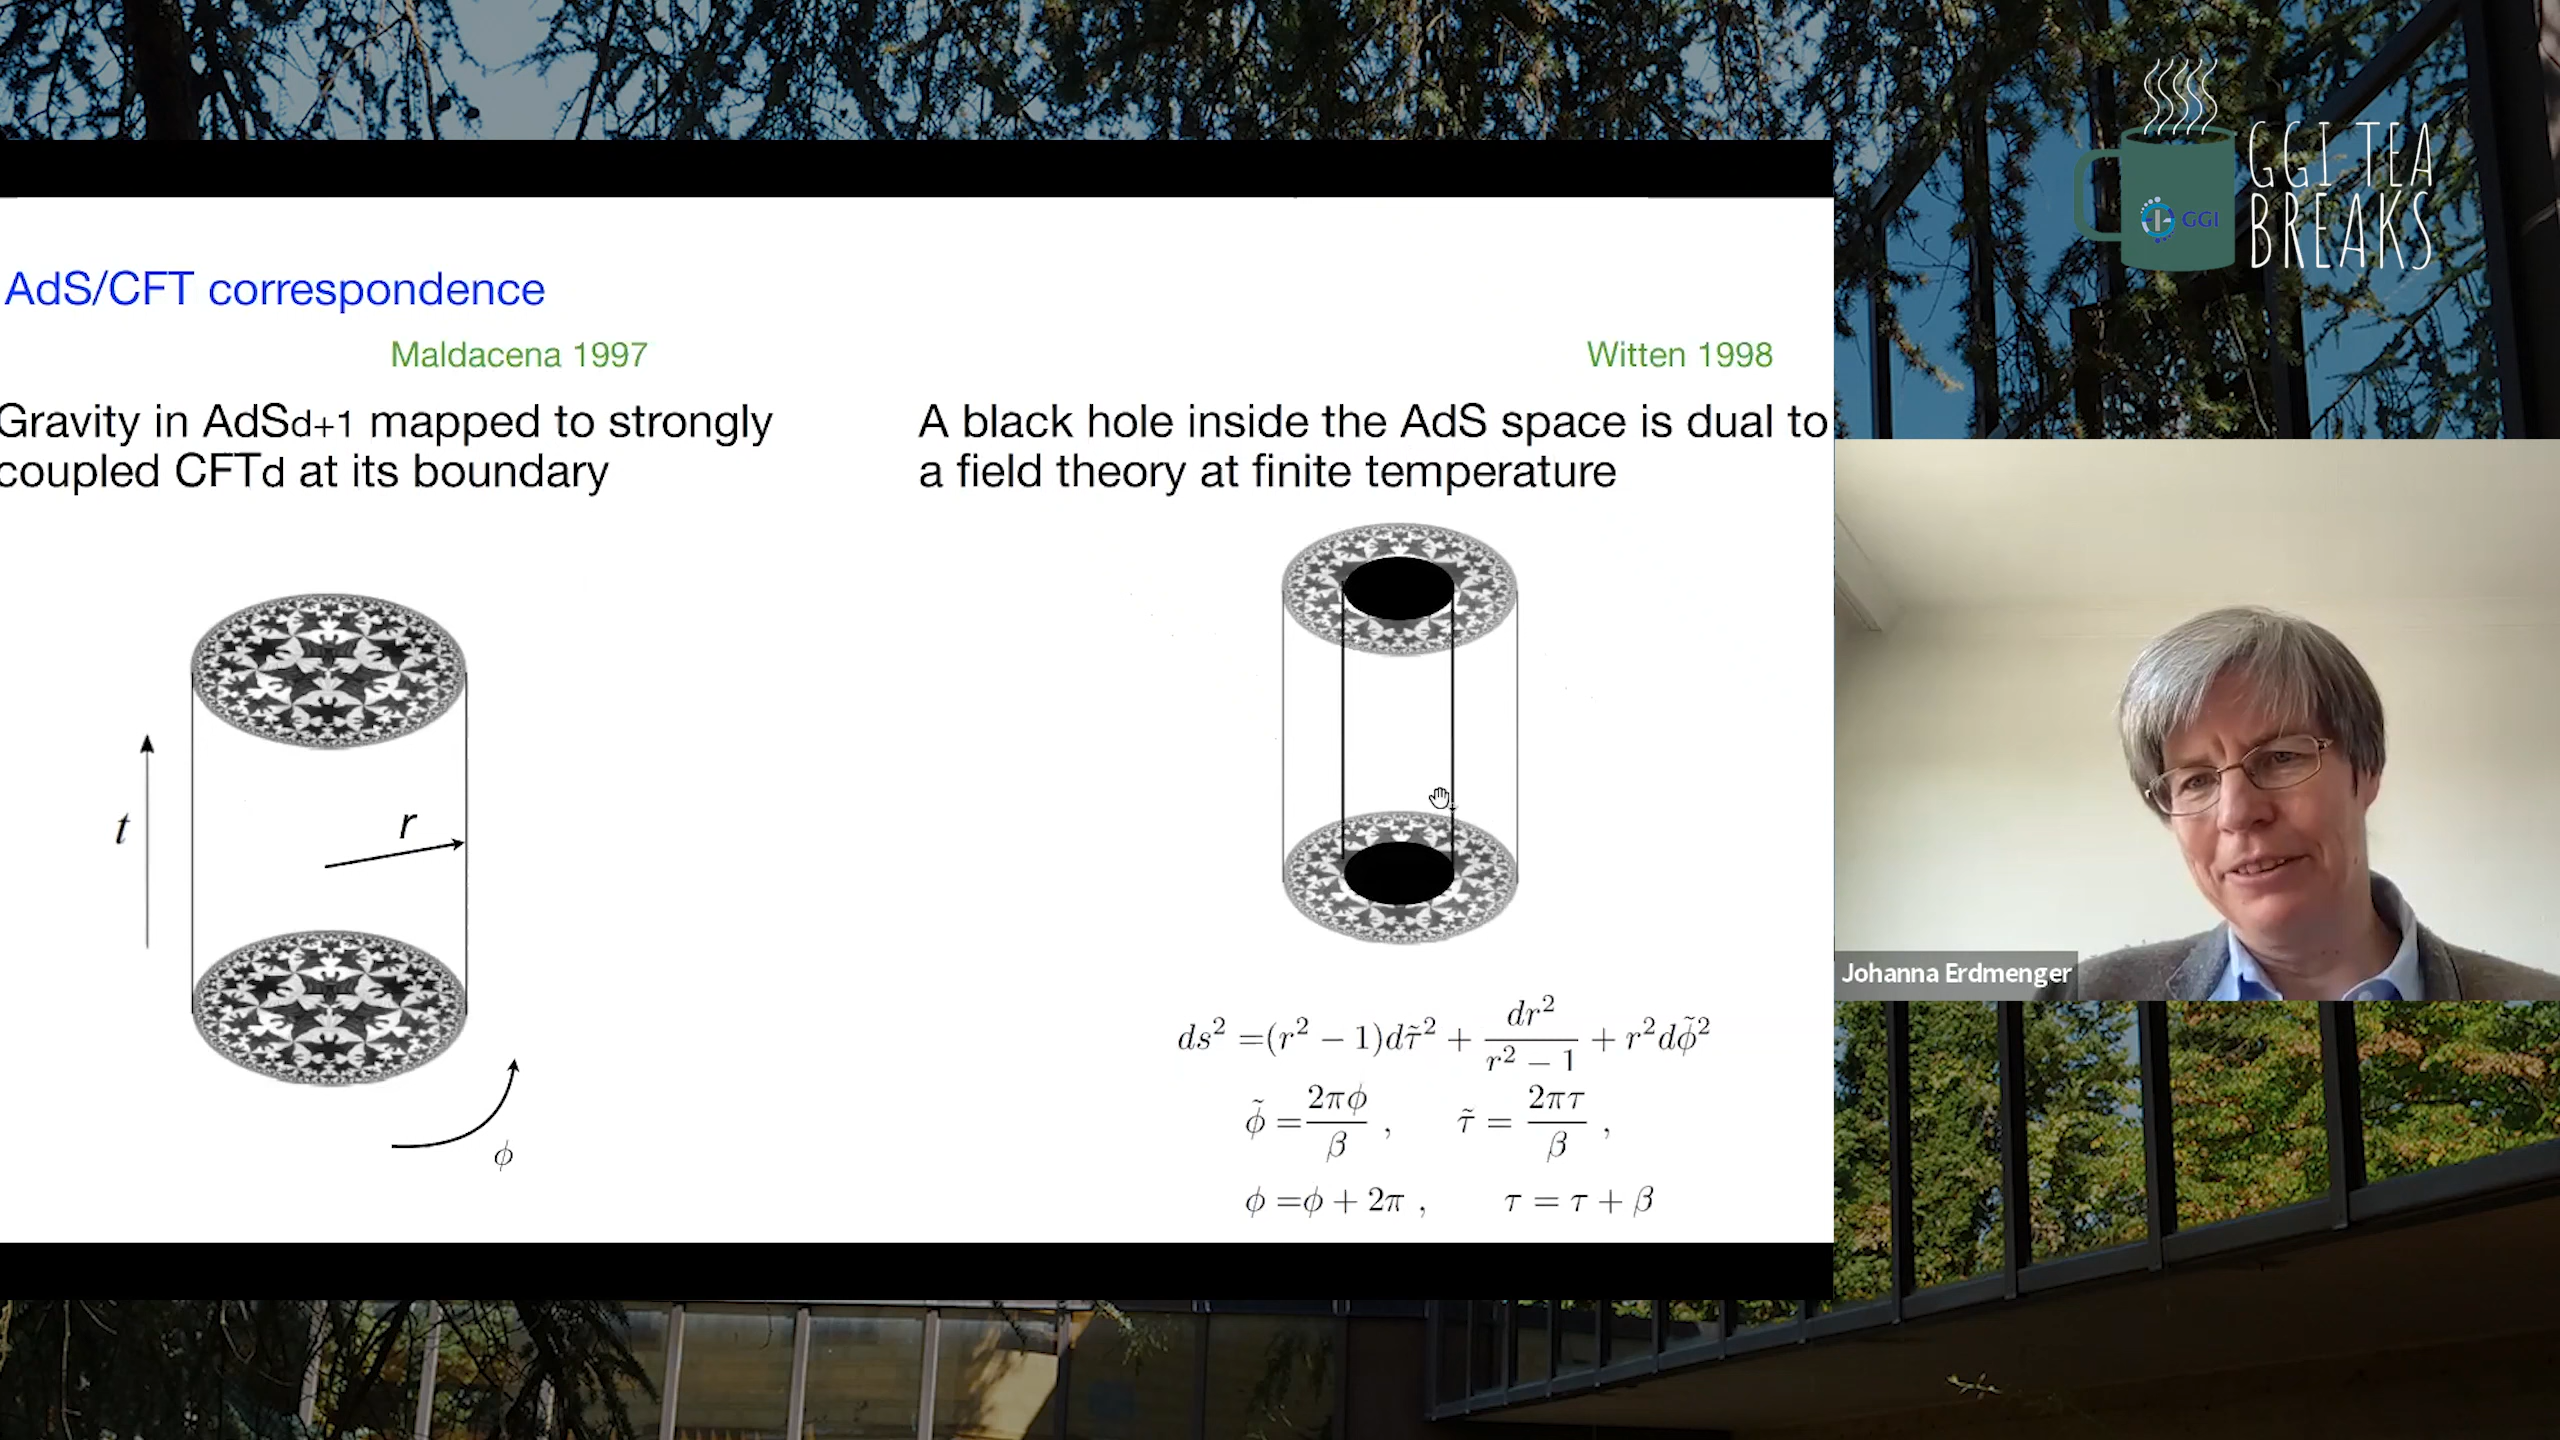 GGI TEA
BREAKS
GGI
AdS/CFT correspondence
Maldacena 1997
Witten 1998
Gravity in AdSd+1 mapped to strongly
coupled CFTd at its boundary
A black hole inside the AdS space is dual to
a field theory at finite temperature
t
r
ϕ
ds² =(r² − 1)dτ̃² + dr²/(r² − 1) + r²dϕ̃²
ϕ̃ = 2πϕ/β , τ̃ = 2πτ/β ,
ϕ =ϕ + 2π , τ = τ + β
Johanna Erdmenger